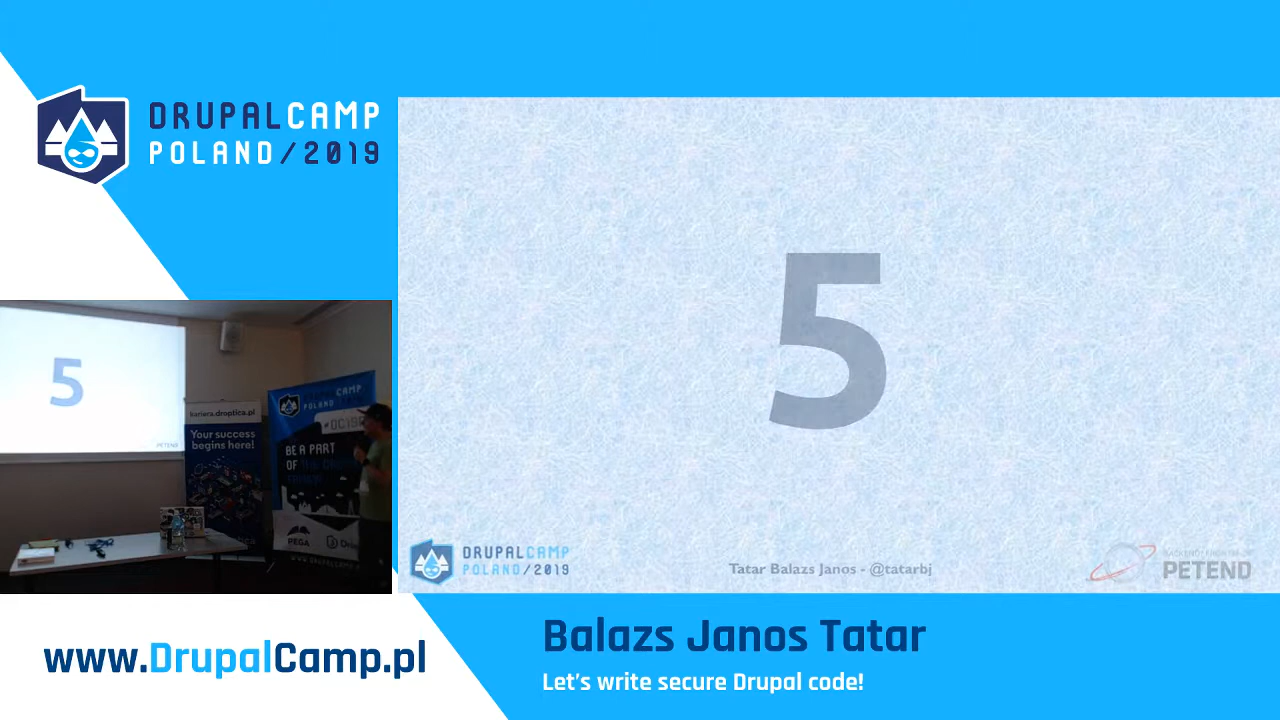 DRUPALCAMP
POLAND/2019
5
DRUPALCAMP
POLAND/2019
Tatar Balazs Janos - @tatarbj
PETEND
5
PETEND
kariera.droptica.pl
Your success
begins here!
CAMP
POLAND
BE A PART
OF
PEGA
www.DrupalCamp.pl
Balazs Janos Tatar
Let's write secure Drupal code!